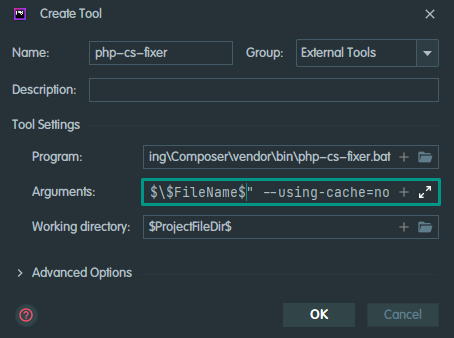 Create Tool
Name: php-cs-fixer Group: External Tools
Description:
Tool Settings
Program: ing\Composer\vendor\bin\php-cs-fixer.bat
Arguments: $\$FileName$" --using-cache=no
Working directory: $ProjectFileDir$
Advanced Options
? OK Cancel